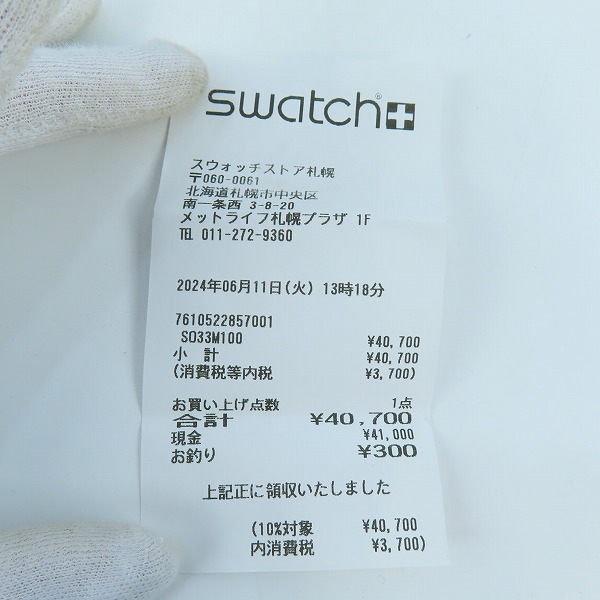 swatch®
スウォッチストア札幌
〒060-0061
北海道札幌市中央区
南一条西 3-8-20
メットライフ札幌プラザ 1F
TEL 011-272-9360
2024年06月11日(火) 13時18分
7610522857001
SO33M100 ¥40,700
小 計 ¥40,700
(消費税等内税 ¥3,700)
お買い上げ点数 1点
合計 ¥40,700
現金 ¥41,000
お釣り ¥300
上記正に領収いたしました
(10%対象 ¥40,700
内消費税 ¥3,700)